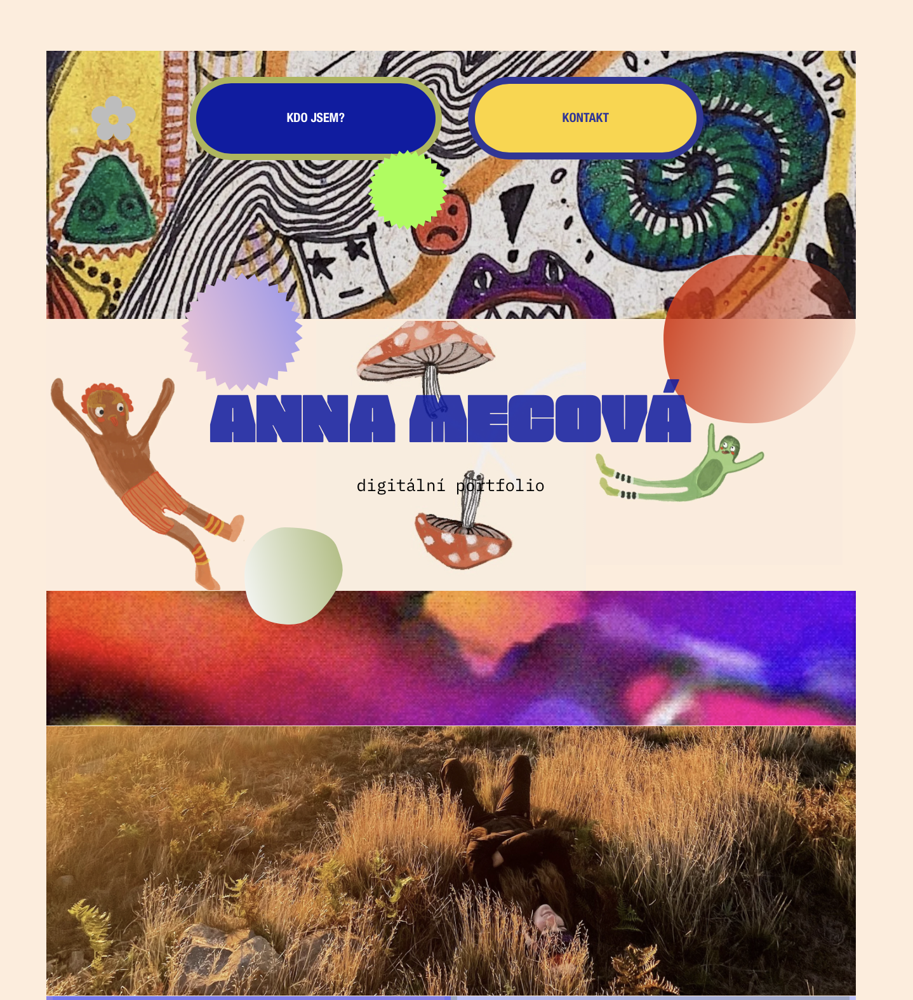 KDO JSEM?
KONTAKT
ANNA MECOVÁ
digitální portfolio